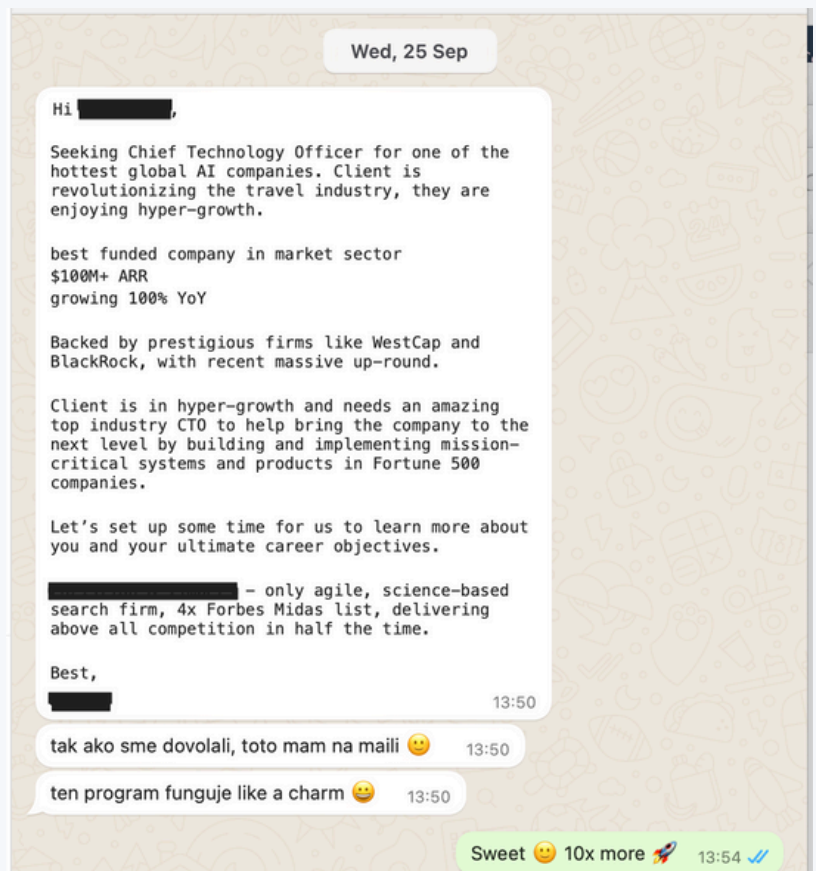 Wed, 25 Sep
Hi ,
Seeking Chief Technology Officer for one of the
hottest global AI companies. Client is
revolutionizing the travel industry, they are
enjoying hyper-growth.
best funded company in market sector
$100M+ ARR
growing 100% YoY
Backed by prestigious firms like WestCap and
BlackRock, with recent massive up-round.
Client is in hyper-growth and needs an amazing
top industry CTO to help bring the company to the
next level by building and implementing mission-
critical systems and products in Fortune 500
companies.
Let’s set up some time for us to learn more about
you and your ultimate career objectives.
– only agile, science-based
search firm, 4x Forbes Midas list, delivering
above all competition in half the time.
Best,
13:50
tak ako sme dovolali, toto mam na maili 🙂 13:50
ten program funguje like a charm 😀 13:50
Sweet 🙂 10x more 🚀 13:54